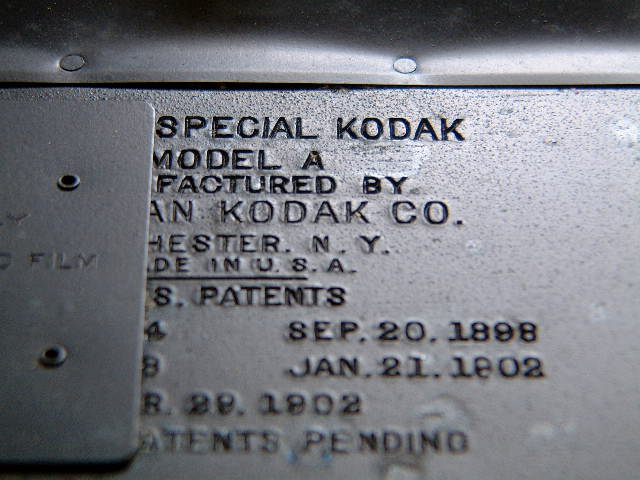 SPECIAL KODAK
MODEL A
FACTURED BY
AN KODAK CO.
HESTER. N. Y.
ADE IN U. S. A.
S. PATENTS
4 SEP. 20. 1898
8 JAN. 21. 1902
R. 29. 1902
ATENTS PENDING
Y
FILM